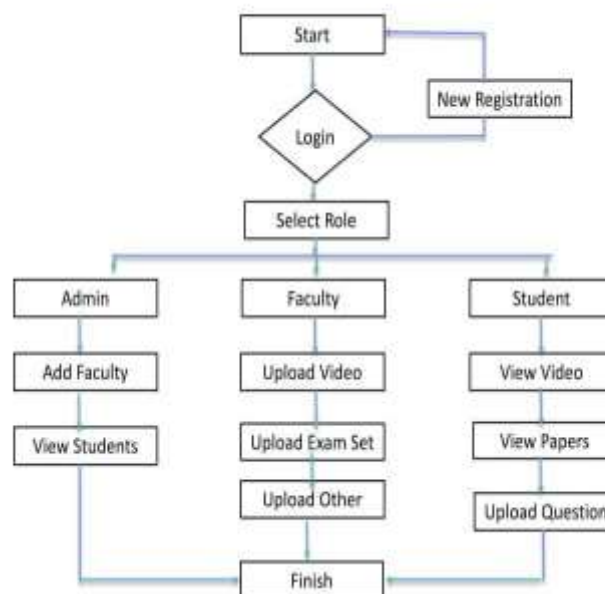 Start
New Registration
Login
Select Role
Admin
Faculty
Student
Add Faculty
Upload Video
View Video
View Students
Upload Exam Set
View Papers
Upload Other
Upload Question
Finish